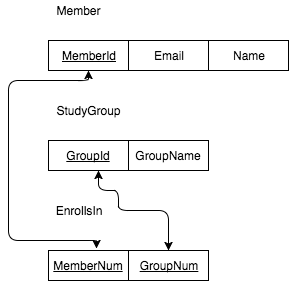 Member
MemberId Email Name
StudyGroup
GroupId GroupName
EnrollsIn
MemberNum GroupNum